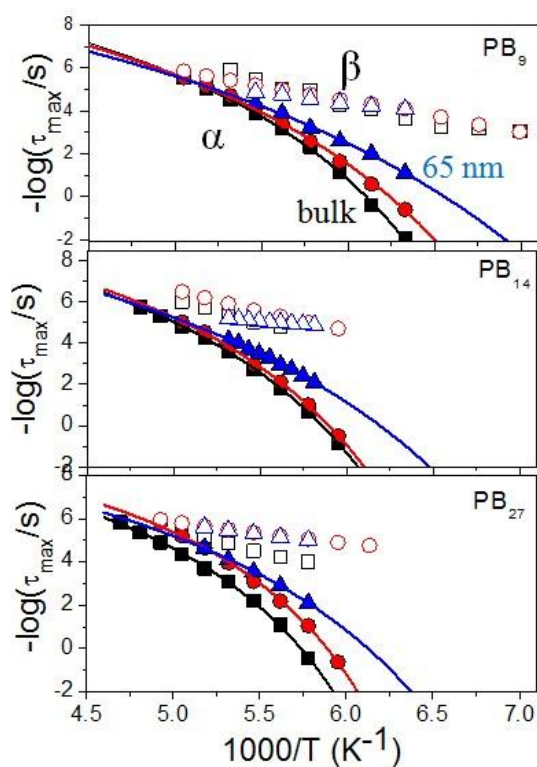 8
PB₉
6
β
4
α
2
65 nm
0
bulk
-2
-log(τmax/s)
8
PB₁₄
6
4
2
0
-2
-log(τmax/s)
8
PB₂₇
6
4
2
0
-2
-log(τmax/s)
4.5 5.0 5.5 6.0 6.5 7.0
1000/T (K⁻¹)